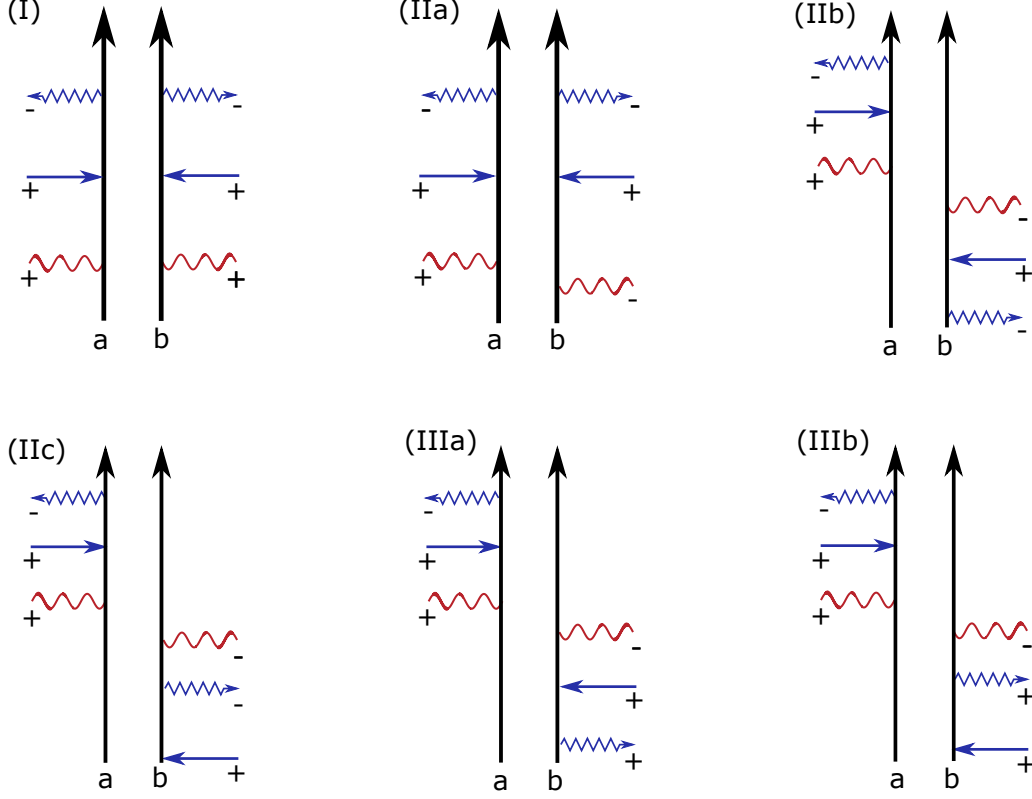 (I) (IIa) (IIb)
- - - - -
+ + + + +
+ + + - + -
+
- -
a b a b a b
(IIc) (IIIa) (IIIb)
- - -
+ + +
+ + +
- - -
- + +
+ + +
a b a b a b